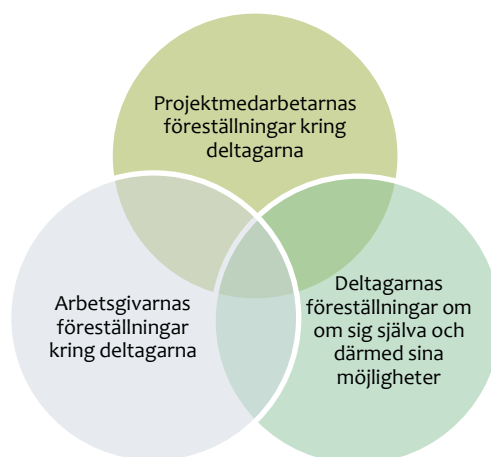 Projektmedarbetarnas
föreställningar kring
deltagarna
Arbetsgivarnas
föreställningar
kring deltagarna
Deltagarnas
föreställningar om
om sig själva och
därmed sina
möjligheter